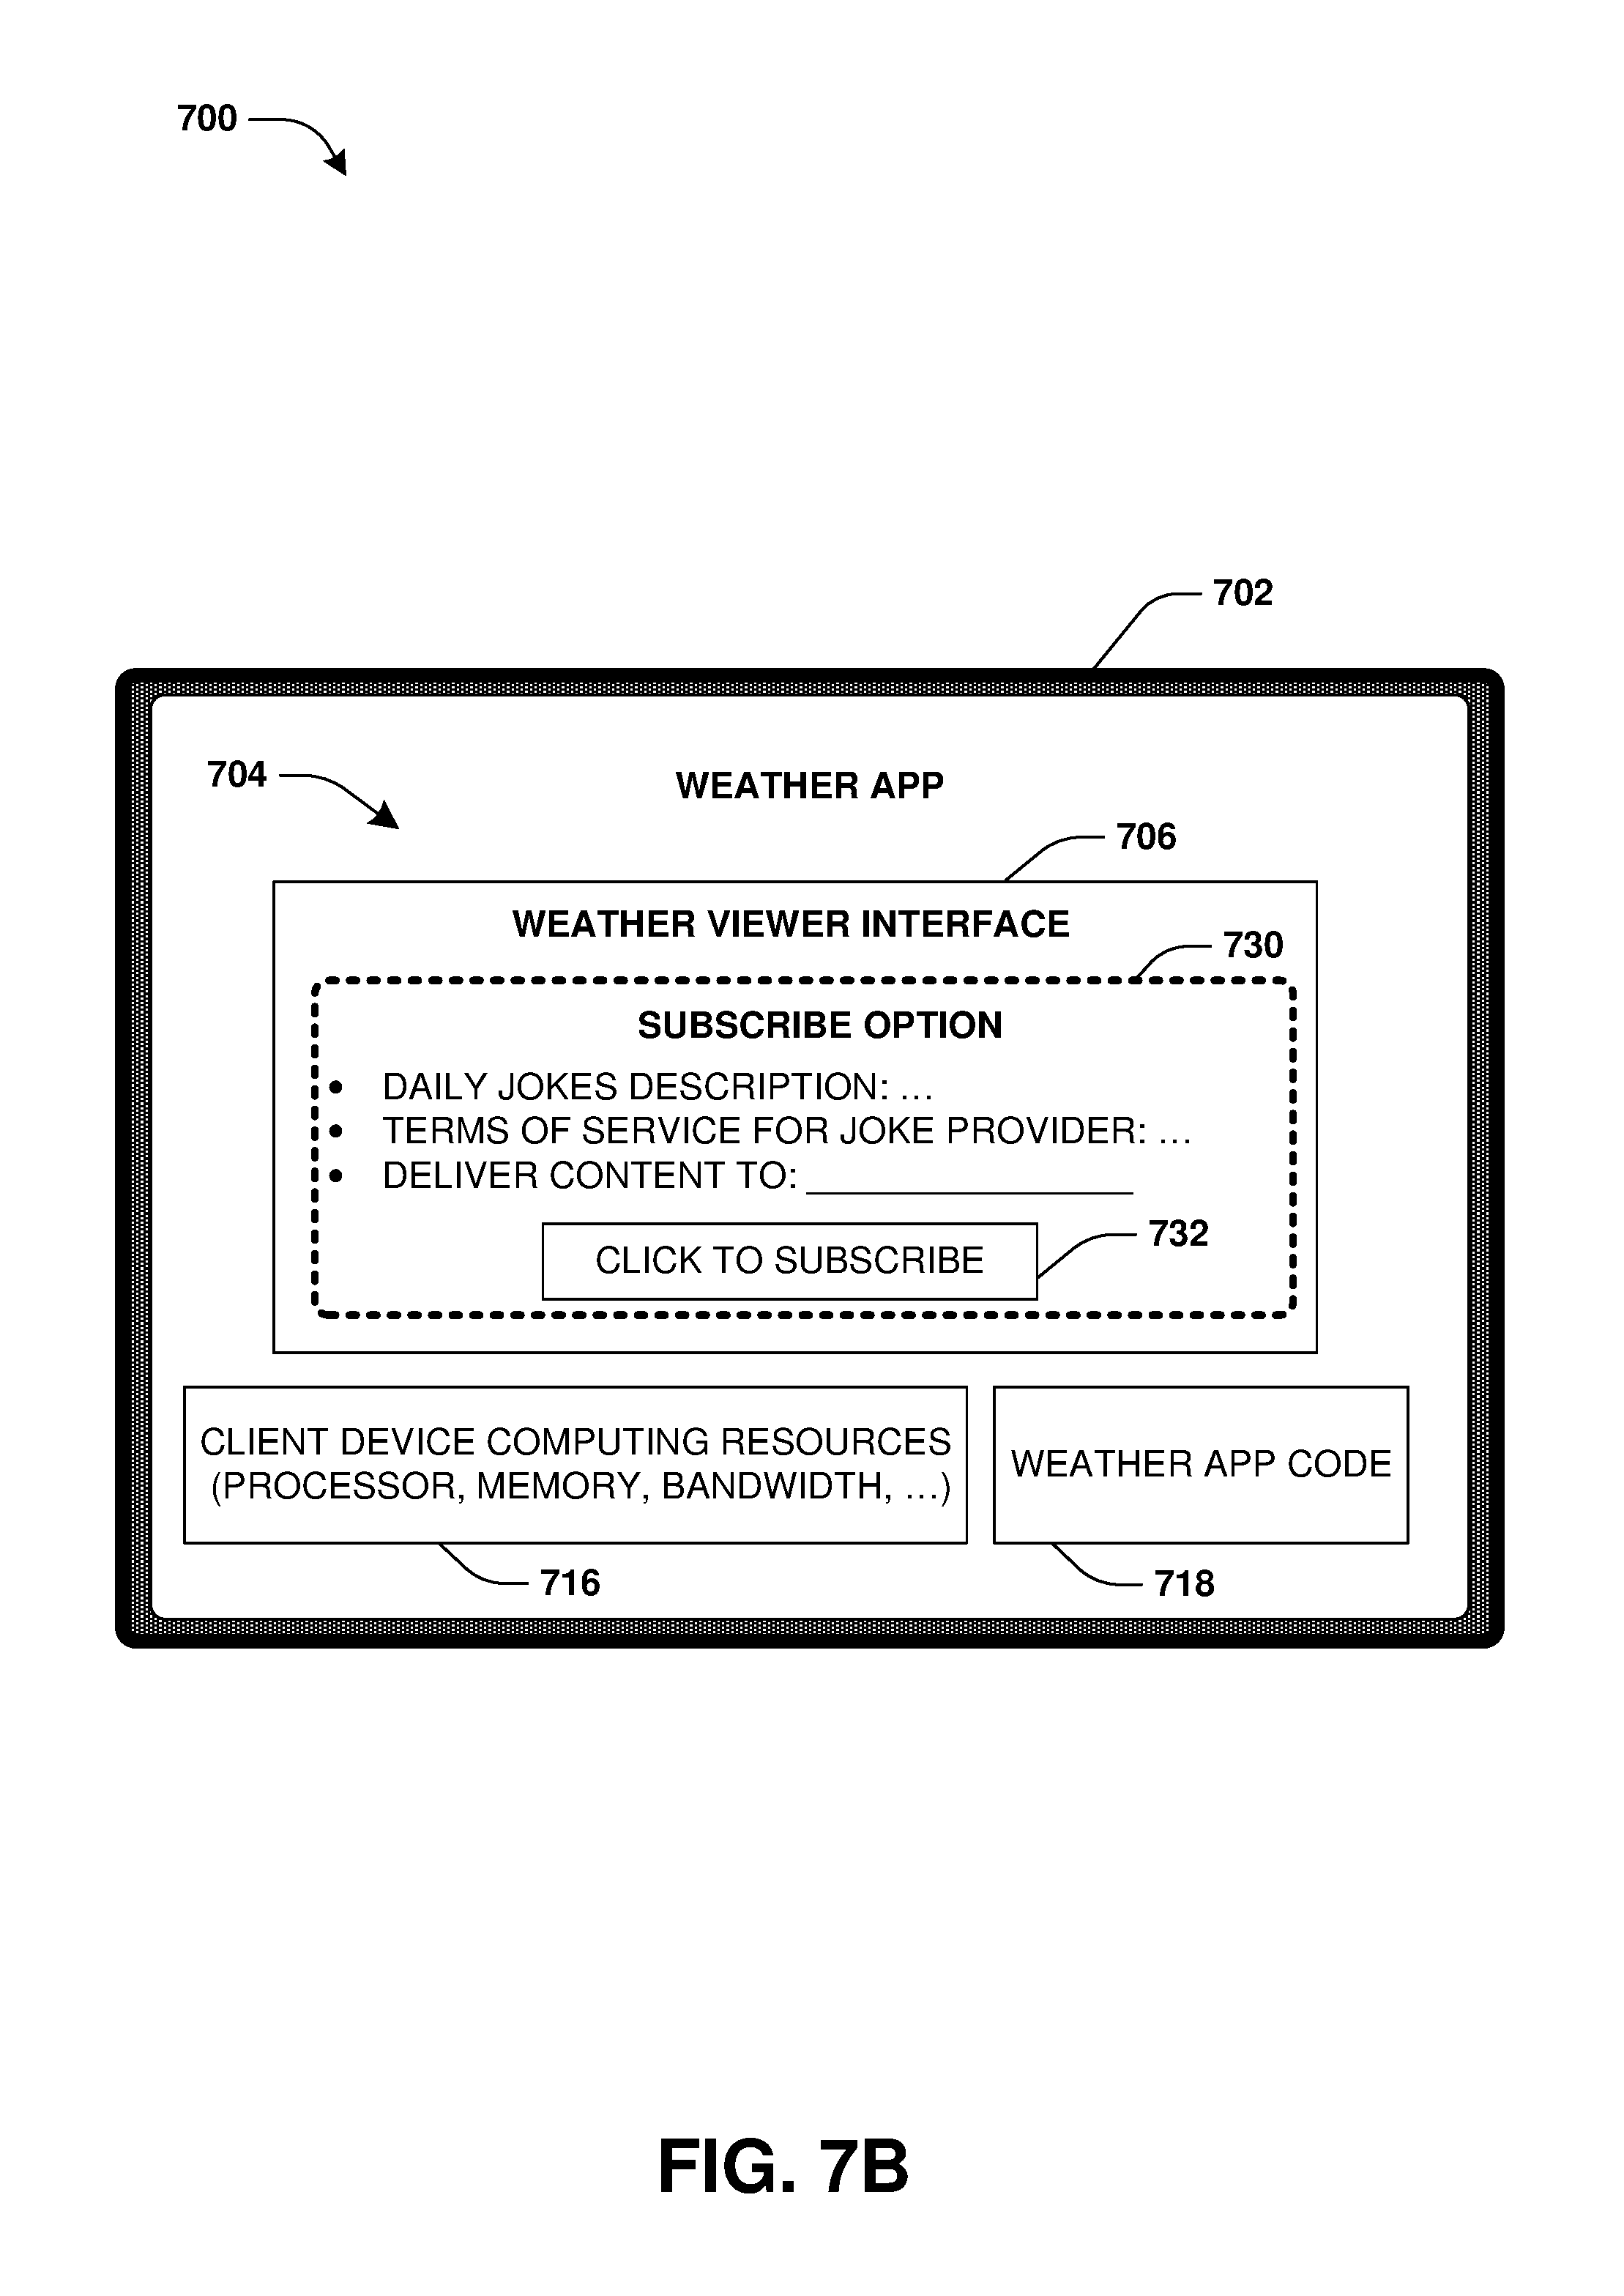 700
702
704
WEATHER APP
706
WEATHER VIEWER INTERFACE
730
SUBSCRIBE OPTION
• DAILY JOKES DESCRIPTION: ...
• TERMS OF SERVICE FOR JOKE PROVIDER: ...
• DELIVER CONTENT TO: ________________
732
CLICK TO SUBSCRIBE
CLIENT DEVICE COMPUTING RESOURCES
(PROCESSOR, MEMORY, BANDWIDTH, ...)
WEATHER APP CODE
716
718
FIG. 7B